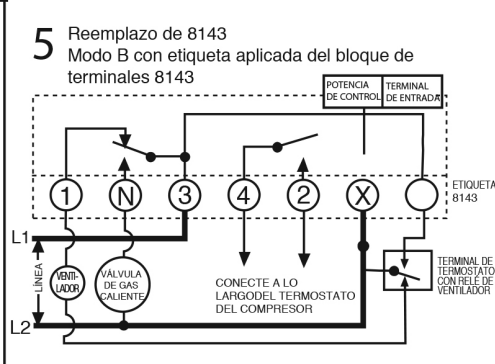 5 Reemplazo de 8143
Modo B con etiqueta aplicada del bloque de
terminales 8143
POTENCIA
DE CONTROL
TERMINAL
DE ENTRADA
1 N 3 4 2 X
ETIQUETA
8143
L1
LÍNEA
VENTI-
LADOR
VÁLVULA
DE GAS
CALIENTE
CONECTE A LO
LARGODEL TERMOSTATO
DEL COMPRESOR
TERMINAL DE
TERMOSTATO
CON RELÉ DE
VENTILADOR
L2